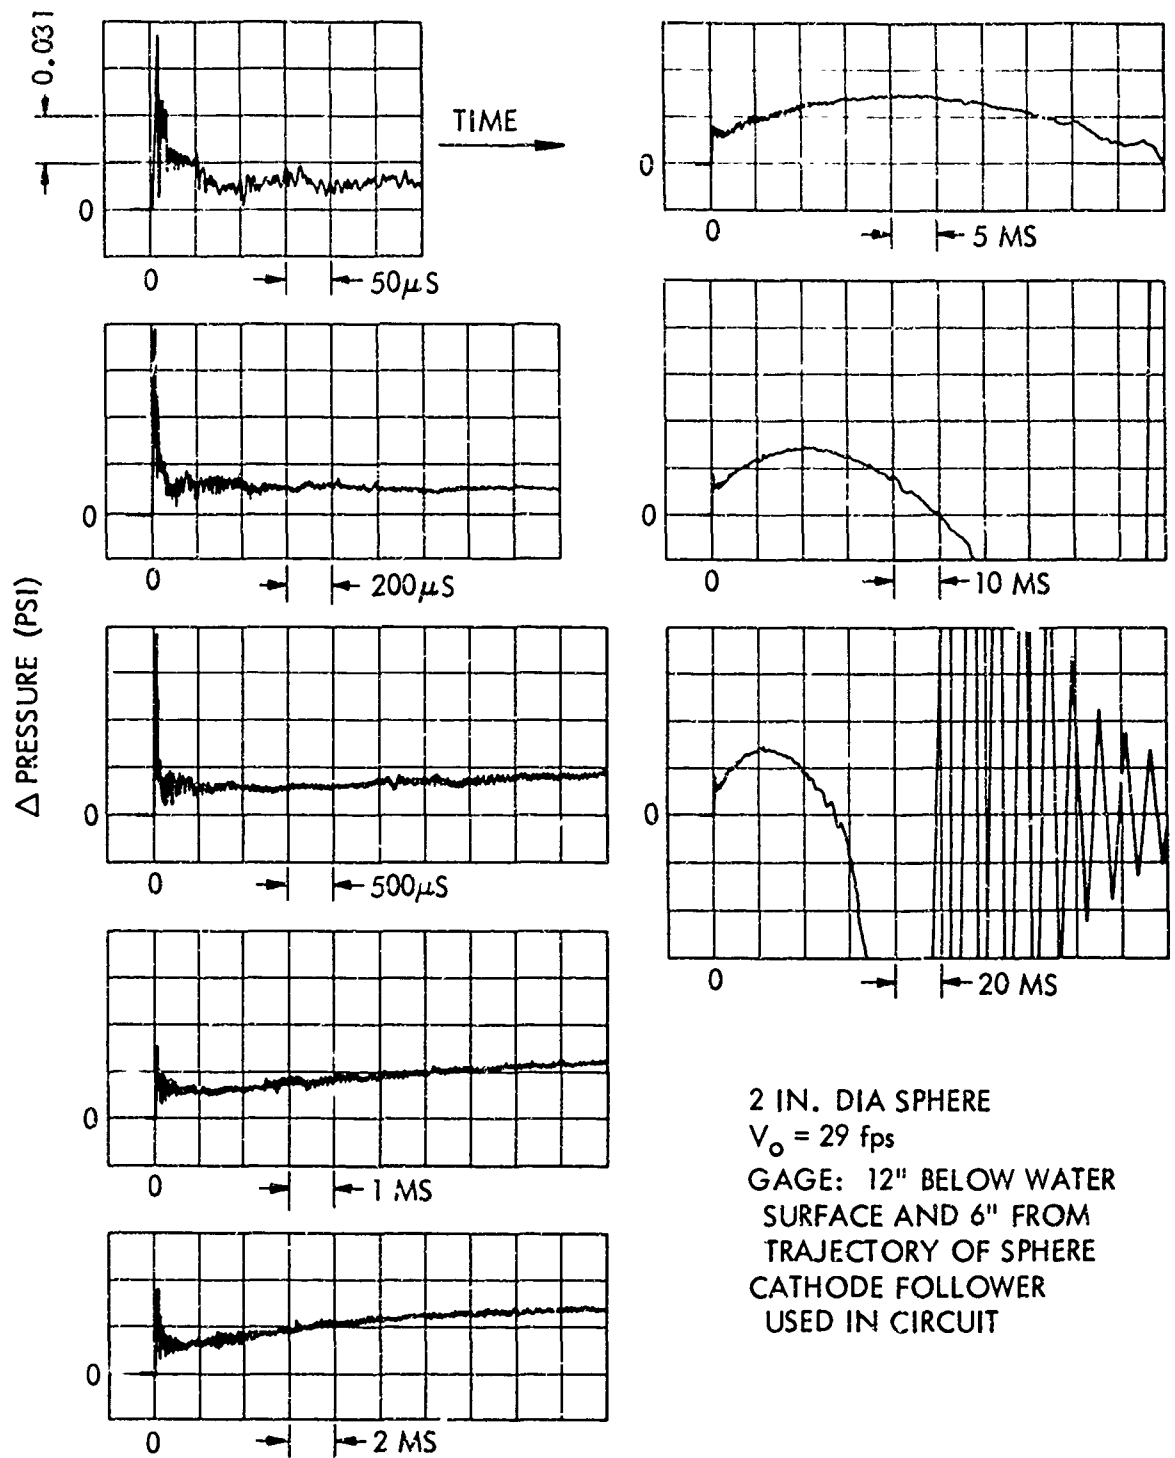 0.031
TIME
0
0
50μS
0
0
200μS
Δ PRESSURE (PSI)
0
0
500μS
0
0
1 MS
0
0
2 MS
0
0
5 MS
0
0
10 MS
0
0
20 MS
2 IN. DIA SPHERE
Vo = 29 fps
GAGE: 12" BELOW WATER
SURFACE AND 6" FROM
TRAJECTORY OF SPHERE
CATHODE FOLLOWER
USED IN CIRCUIT